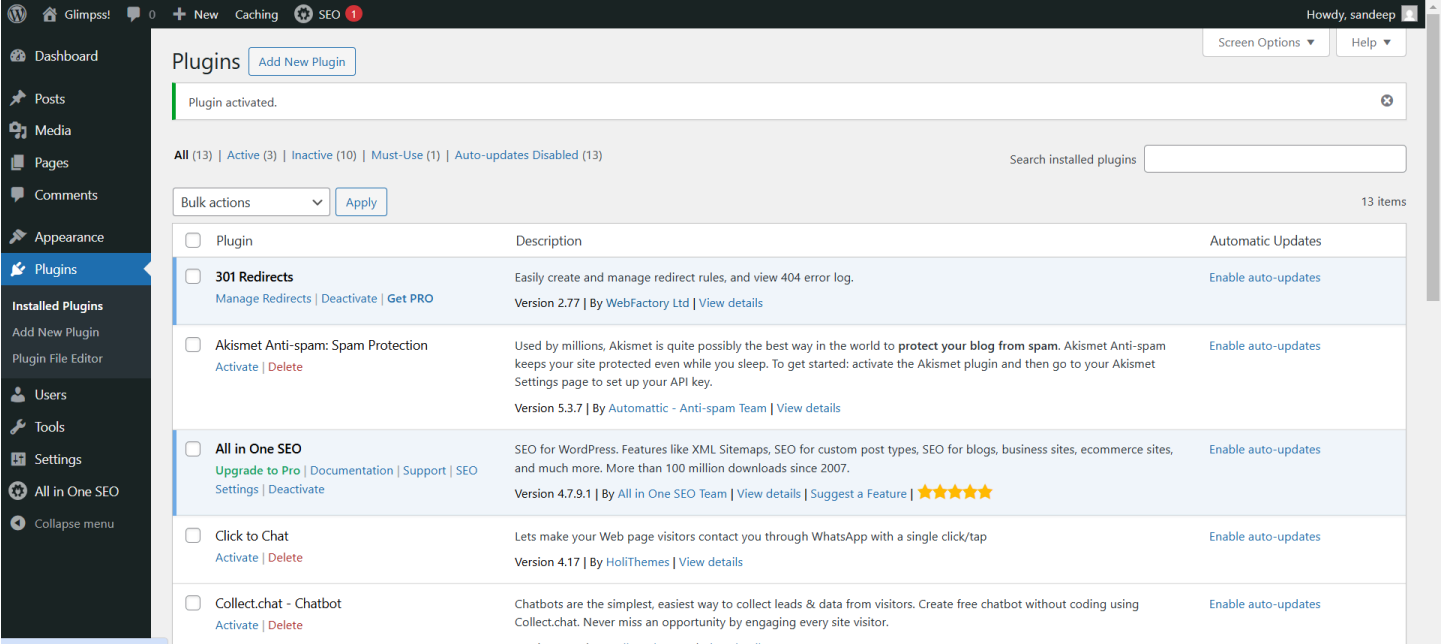 Glimpss! 0 New Caching SEO 1 Howdy, sandeep
Dashboard
Posts
Media
Pages
Comments
Appearance
Plugins
Installed Plugins
Add New Plugin
Plugin File Editor
Users
Tools
Settings
All in One SEO
Collapse menu
Screen Options Help
Plugins Add New Plugin
Plugin activated.
All (13) | Active (3) | Inactive (10) | Must-Use (1) | Auto-updates Disabled (13)
Search installed plugins
Bulk actions Apply
13 items
Plugin Description Automatic Updates
301 Redirects
Manage Redirects | Deactivate | Get PRO
Easily create and manage redirect rules, and view 404 error log.
Version 2.77 | By WebFactory Ltd | View details
Enable auto-updates
Akismet Anti-spam: Spam Protection
Activate | Delete
Used by millions, Akismet is quite possibly the best way in the world to protect your blog from spam. Akismet Anti-spam
keeps your site protected even while you sleep. To get started: activate the Akismet plugin and then go to your Akismet
Settings page to set up your API key.
Version 5.3.7 | By Automattic - Anti-spam Team | View details
Enable auto-updates
All in One SEO
Upgrade to Pro | Documentation | Support | SEO
Settings | Deactivate
SEO for WordPress. Features like XML Sitemaps, SEO for custom post types, SEO for blogs, business sites, ecommerce sites,
and much more. More than 100 million downloads since 2007.
Version 4.7.9.1 | By All in One SEO Team | View details | Suggest a Feature |
Enable auto-updates
Click to Chat
Activate | Delete
Lets make your Web page visitors contact you through WhatsApp with a single click/tap
Version 4.17 | By HoliThemes | View details
Enable auto-updates
Collect.chat - Chatbot
Activate | Delete
Chatbots are the simplest, easiest way to collect leads & data from visitors. Create free chatbot without coding using
Collect.chat. Never miss an opportunity by engaging every site visitor.
Enable auto-updates